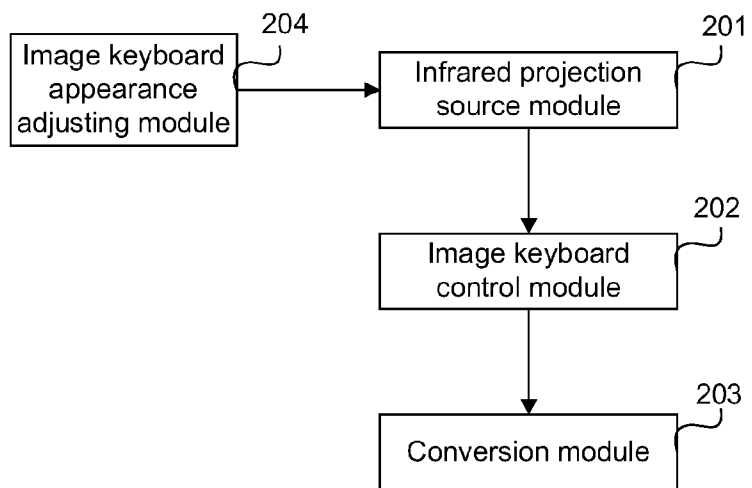 204
Image keyboard
appearance
adjusting module
201
Infrared projection
source module
202
Image keyboard
control module
203
Conversion module